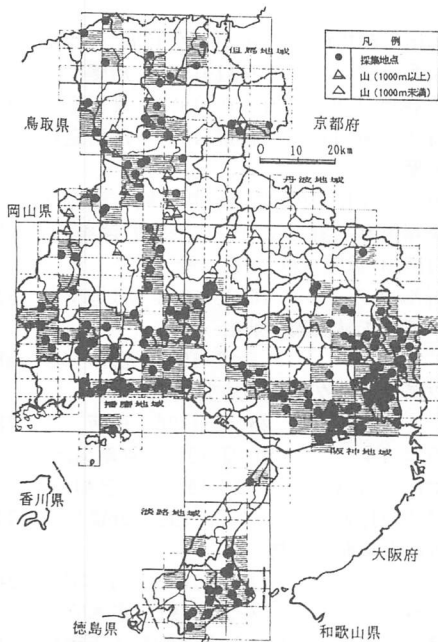 凡例
採集地点
山（1000m以上）
山（1000m未満）
但馬地域
鳥取県
京都府
0 10 20km
丹波地域
岡山県
播磨地域
阪神地域
香川県
淡路地域
大阪府
徳島県
和歌山県